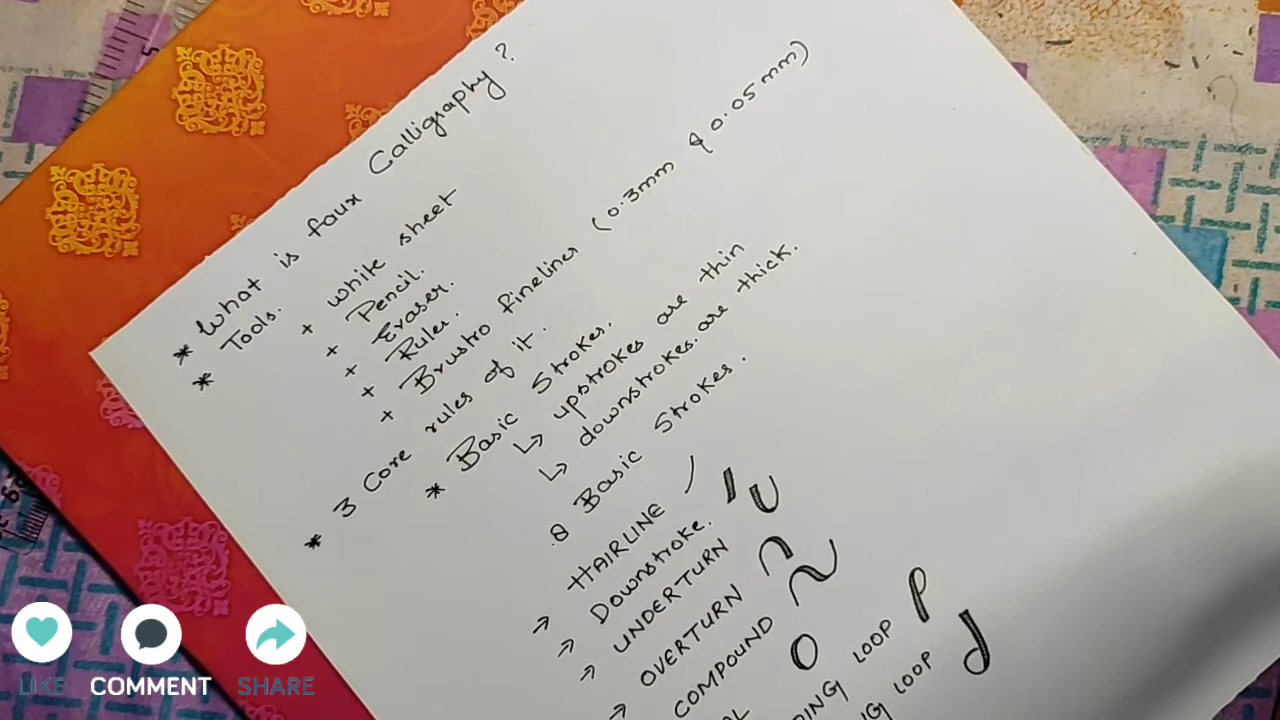 * What is faux Calligraphy?
* Tools.
+ White sheet
+ Pencil.
+ Eraser.
+ Ruler.
+ Brustro fineliner (0.3mm & 0.05mm)
* 3 Core rules of it.
* Basic Strokes.
↳ upstrokes are thin
↳ downstrokes are thick.
8 Basic Strokes.
→ HAIRLINE
→ Downstroke.
→ UNDERTURN
→ OVERTURN
COMPOUND
LOOP
LOOP
LIKE COMMENT SHARE